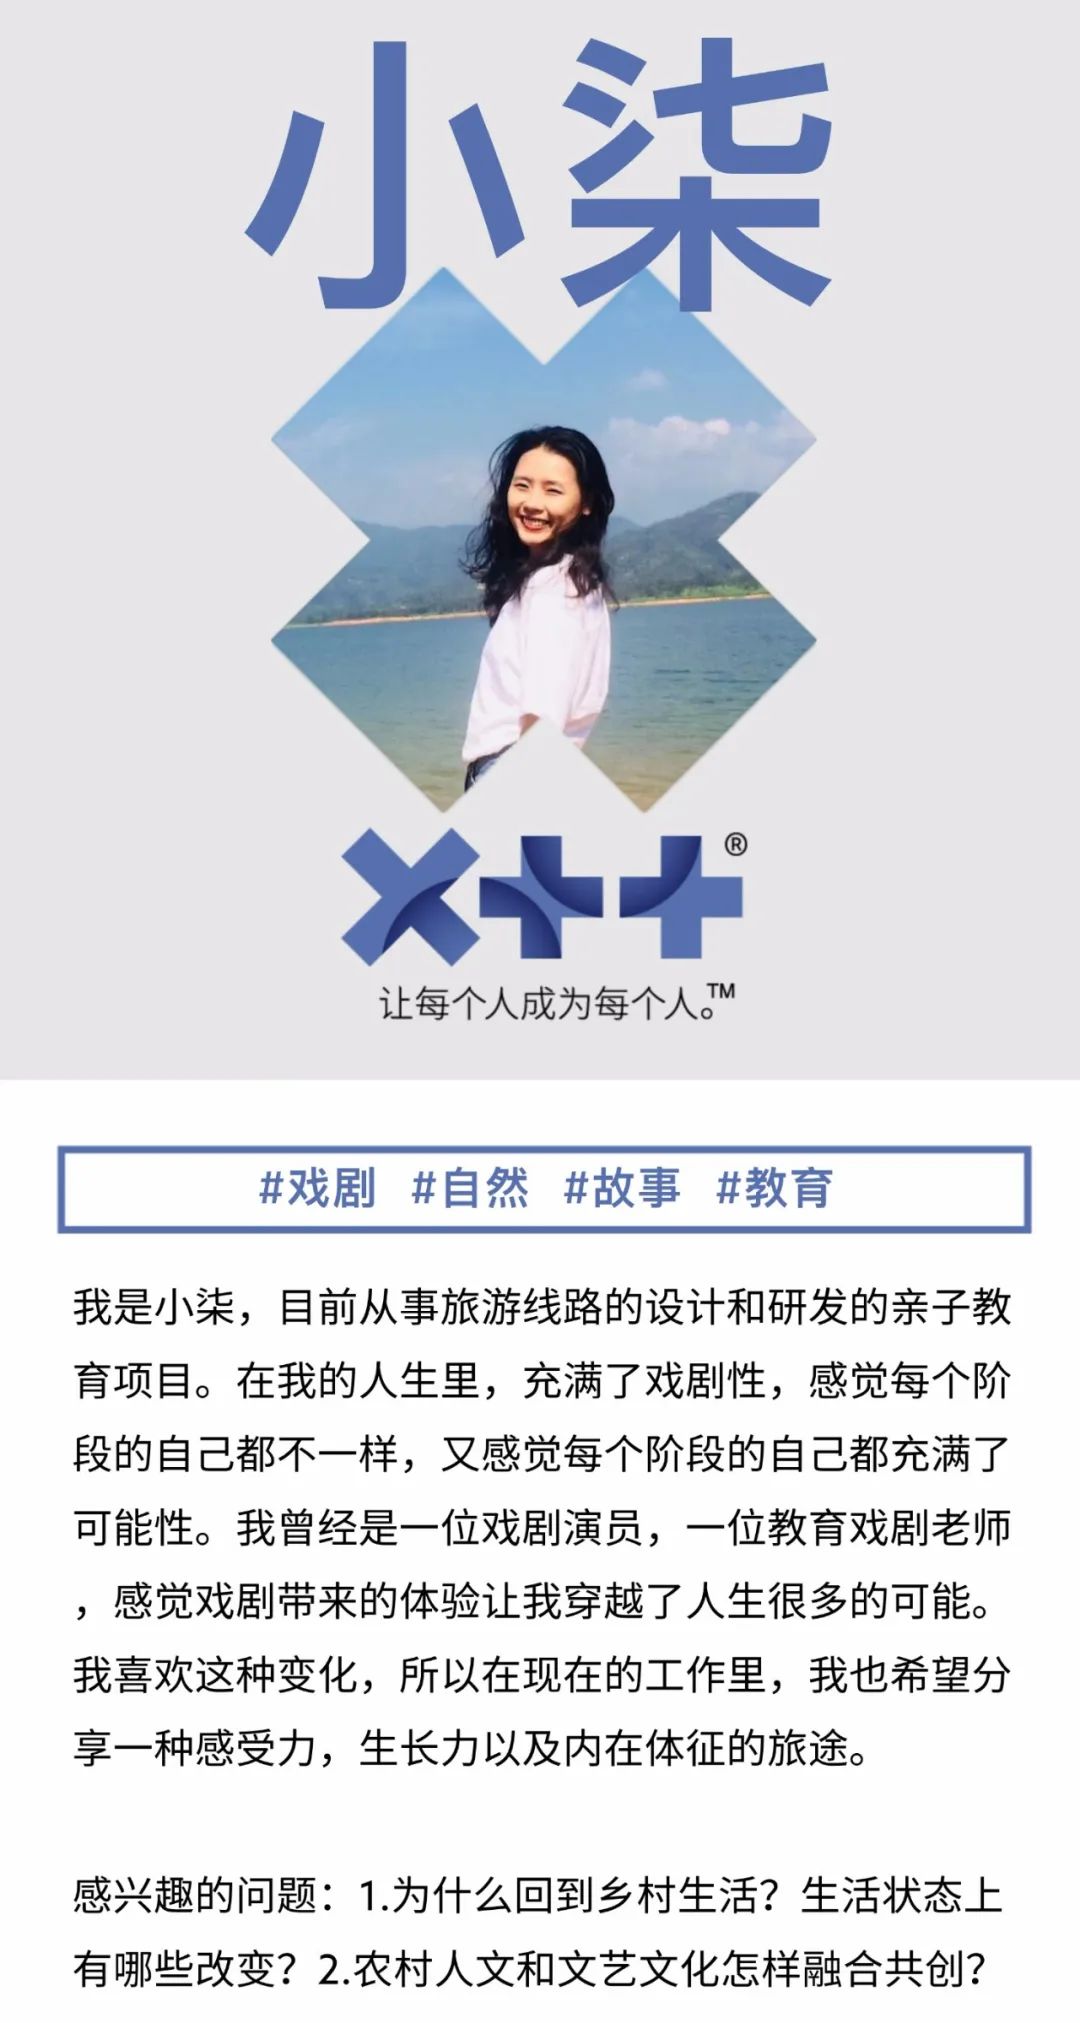 小柒
X++®
让每个人成为每个人。™
#戏剧 #自然 #故事 #教育
我是小柒，目前从事旅游线路的设计和研发的亲子教
育项目。在我的人生里，充满了戏剧性，感觉每个阶
段的自己都不一样，又感觉每个阶段的自己都充满了
可能性。我曾经是一位戏剧演员，一位教育戏剧老师
，感觉戏剧带来的体验让我穿越了人生很多的可能。
我喜欢这种变化，所以在现在的工作里，我也希望分
享一种感受力，生长力以及内在体征的旅途。
感兴趣的问题：1.为什么回到乡村生活？生活状态上
有哪些改变？2.农村人文和文艺文化怎样融合共创？